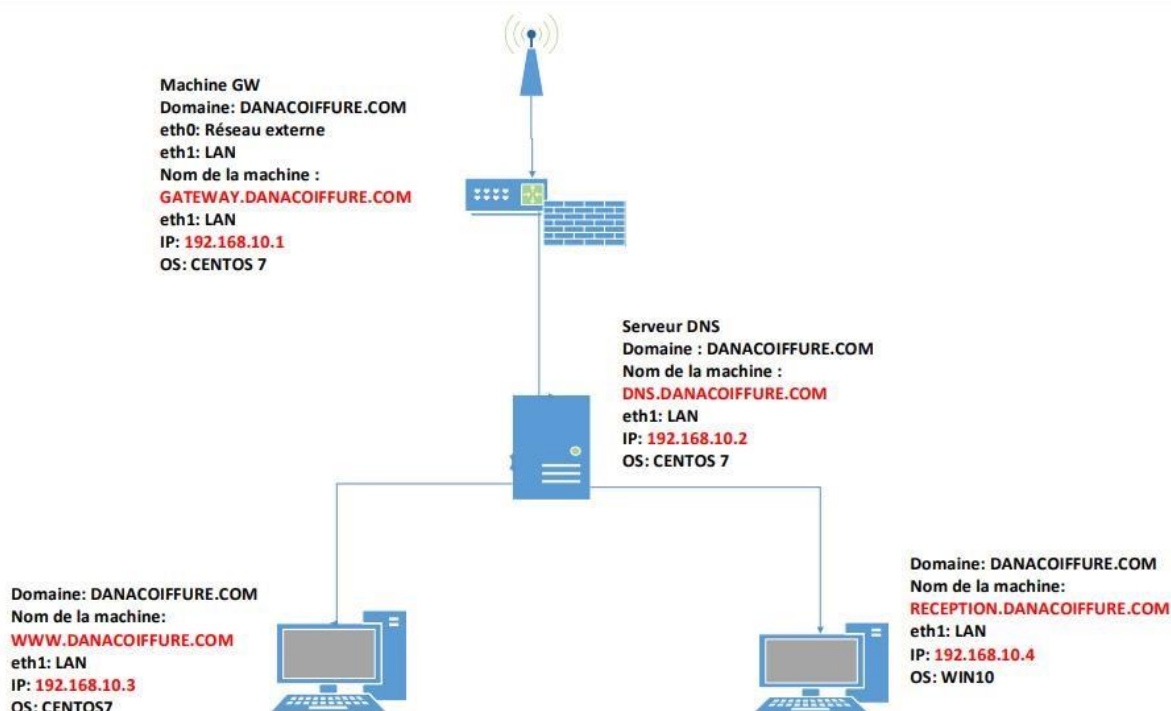 Machine GW
Domaine: DANACOIFFURE.COM
eth0: Réseau externe
eth1: LAN
Nom de la machine :
GATEWAY.DANACOIFFURE.COM
eth1: LAN
IP: 192.168.10.1
OS: CENTOS 7
Serveur DNS
Domaine : DANACOIFFURE.COM
Nom de la machine :
DNS.DANACOIFFURE.COM
eth1: LAN
IP: 192.168.10.2
OS: CENTOS 7
Domaine: DANACOIFFURE.COM
Nom de la machine:
WWW.DANACOIFFURE.COM
eth1: LAN
IP: 192.168.10.3
OS: CENTOS7
Domaine: DANACOIFFURE.COM
Nom de la machine:
RECEPTION.DANACOIFFURE.COM
eth1: LAN
IP: 192.168.10.4
OS: WIN10